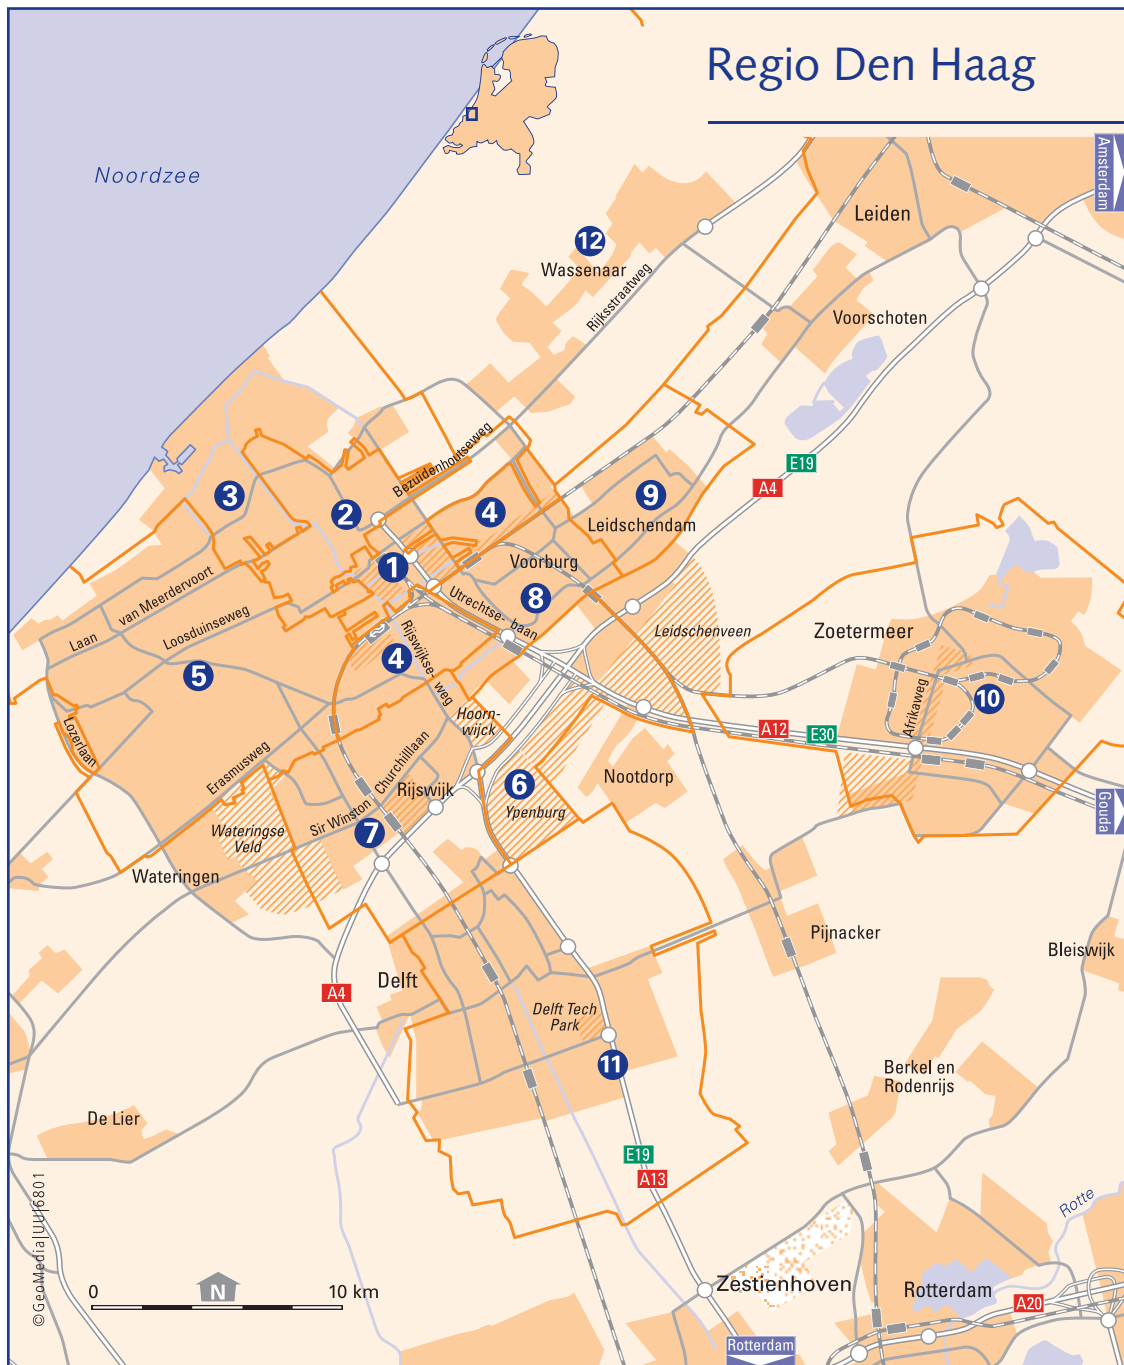 Regio Den Haag
Noordzee
Amsterdam
Leiden
12
Wassenaar
Rijksstraatweg
Voorschoten
E19
A4
Bezuidenhoutseweg
3
2
4
9
Leidschendam
1
Voorburg
8
Utrechtse- baan
Leidschenveen
Laan van Meerdervoort
Loosduinseweg
Zoetermeer
5
4
Rijswijkse- weg
10
Afrikaweg
Hoorn-
wijck
A12
E30
Lozerlaan
Erasmusweg
Sir Winston Churchilllaan
Rijswijk
6
Ypenburg
Nootdorp
Gouda
Wateringse
Veld
7
Wateringen
Pijnacker
Bleiswijk
Delft
A4
Delft Tech
Park
11
Berkel en
Rodenrijs
De Lier
E19
A13
Rotte
©GeoMedia|UU|6801
Zestienhoven
Rotterdam
A20
0
N
10 km
Rotterdam